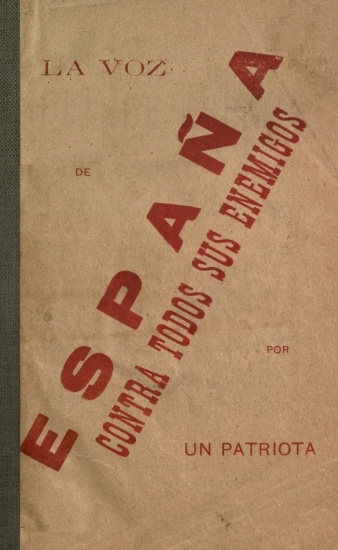 LA VOZ
DE
ESPAÑA
CONTRA TODOS SUS ENEMIGOS
POR
UN PATRIOTA